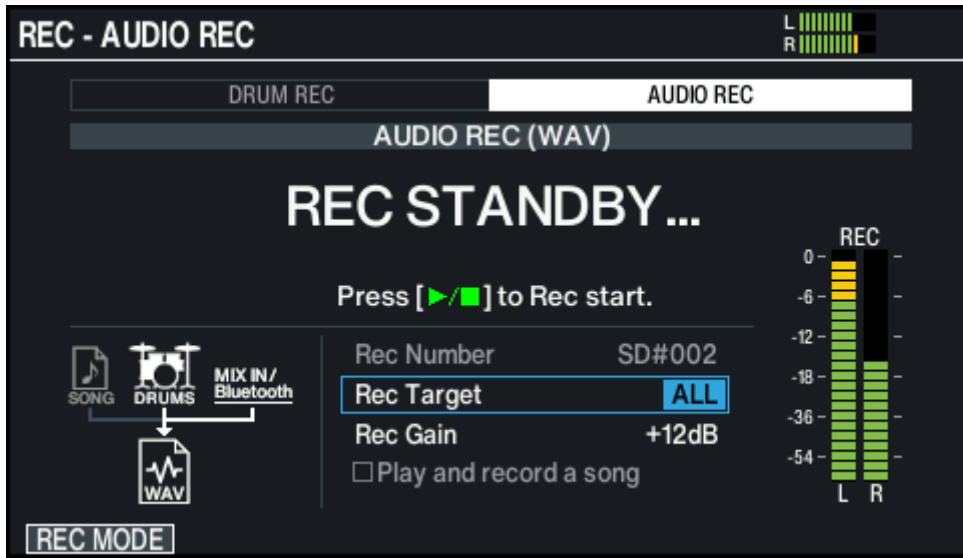 REC - AUDIO REC
L
R
DRUM REC
AUDIO REC
AUDIO REC (WAV)
REC STANDBY...
Press [▶/■] to Rec start.
REC
0 -
-6 -
-12 -
-18 -
-36 -
-54 -
L R
SONG
DRUMS
MIX IN/
Bluetooth
WAV
Rec Number SD#002
Rec Target ALL
Rec Gain +12dB
☐ Play and record a song
REC MODE